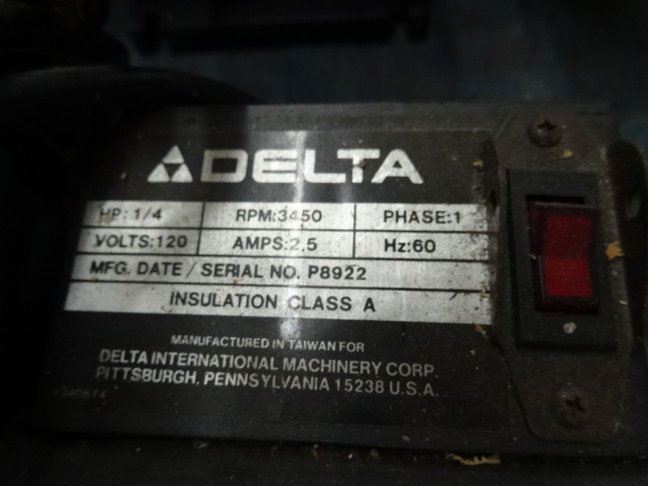 DELTA
HP: 1/4 RPM:3450 PHASE:1
VOLTS:120 AMPS:2.5 Hz:60
MFG. DATE / SERIAL NO. P8922
INSULATION CLASS A
MANUFACTURED IN TAIWAN FOR
DELTA INTERNATIONAL MACHINERY CORP.
PITTSBURGH, PENNSYLVANIA 15238 U.S.A.